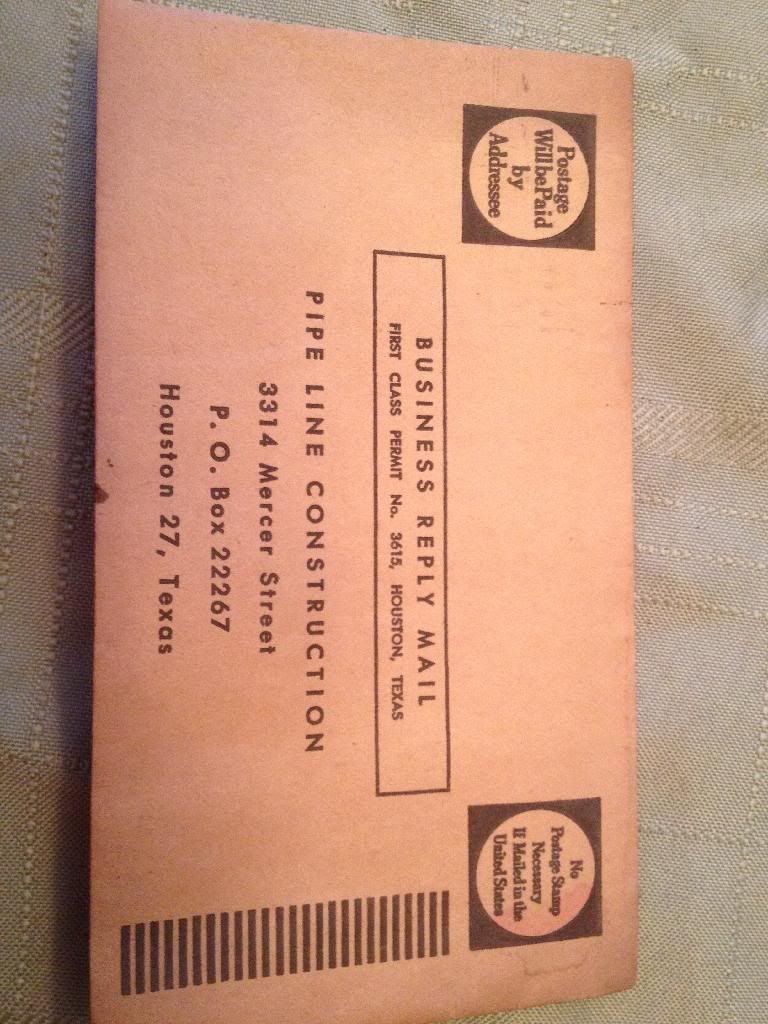 Postage
Will be Paid
by
Addressee
No
Postage Stamp
Necessary
If Mailed in the
United States
BUSINESS REPLY MAIL
FIRST CLASS PERMIT No. 3615, HOUSTON, TEXAS
PIPE LINE CONSTRUCTION
3314 Mercer Street
P. O. Box 22267
Houston 27, Texas